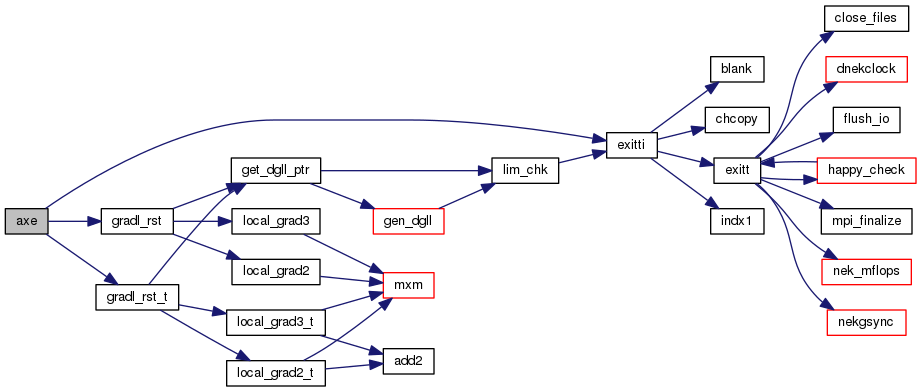 axe
gradl_rst
gradl_rst_t
get_dgll_ptr
local_grad3
local_grad2
local_grad3_t
local_grad2_t
gen_dgll
mxm
add2
lim_chk
exitti
blank
chcopy
exitt
indx1
close_files
dnekclock
flush_io
happy_check
mpi_finalize
nek_mflops
nekgsync